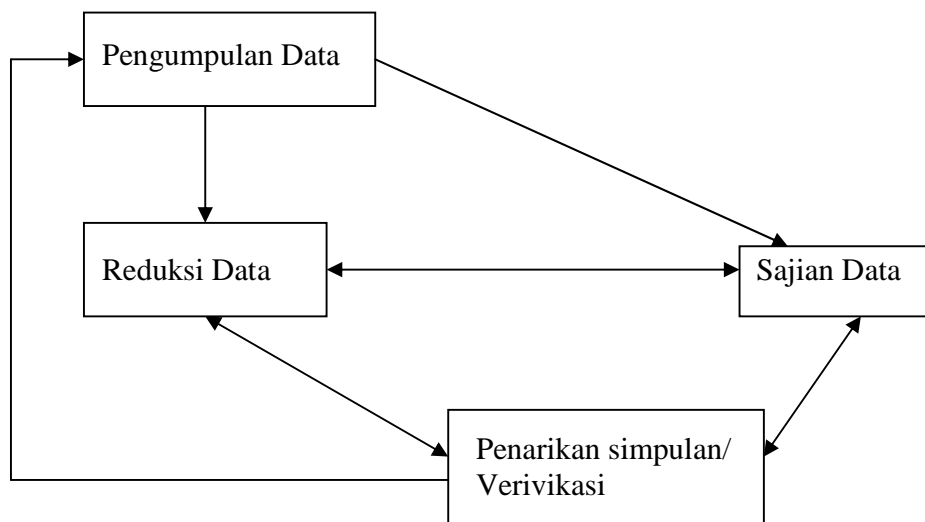 Pengumpulan Data
Reduksi Data
Sajian Data
Penarikan simpulan/
Verivikasi